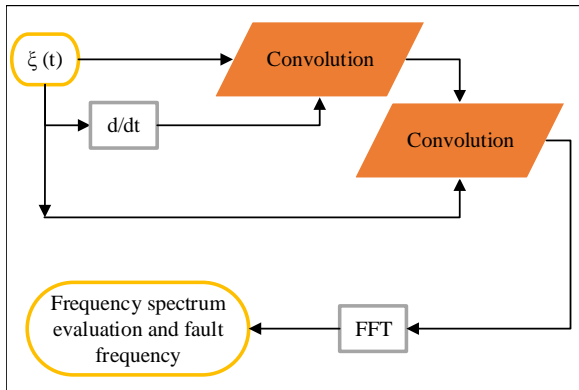 ξ (t)
Convolution
d/dt
Convolution
Frequency spectrum
evaluation and fault
frequency
FFT